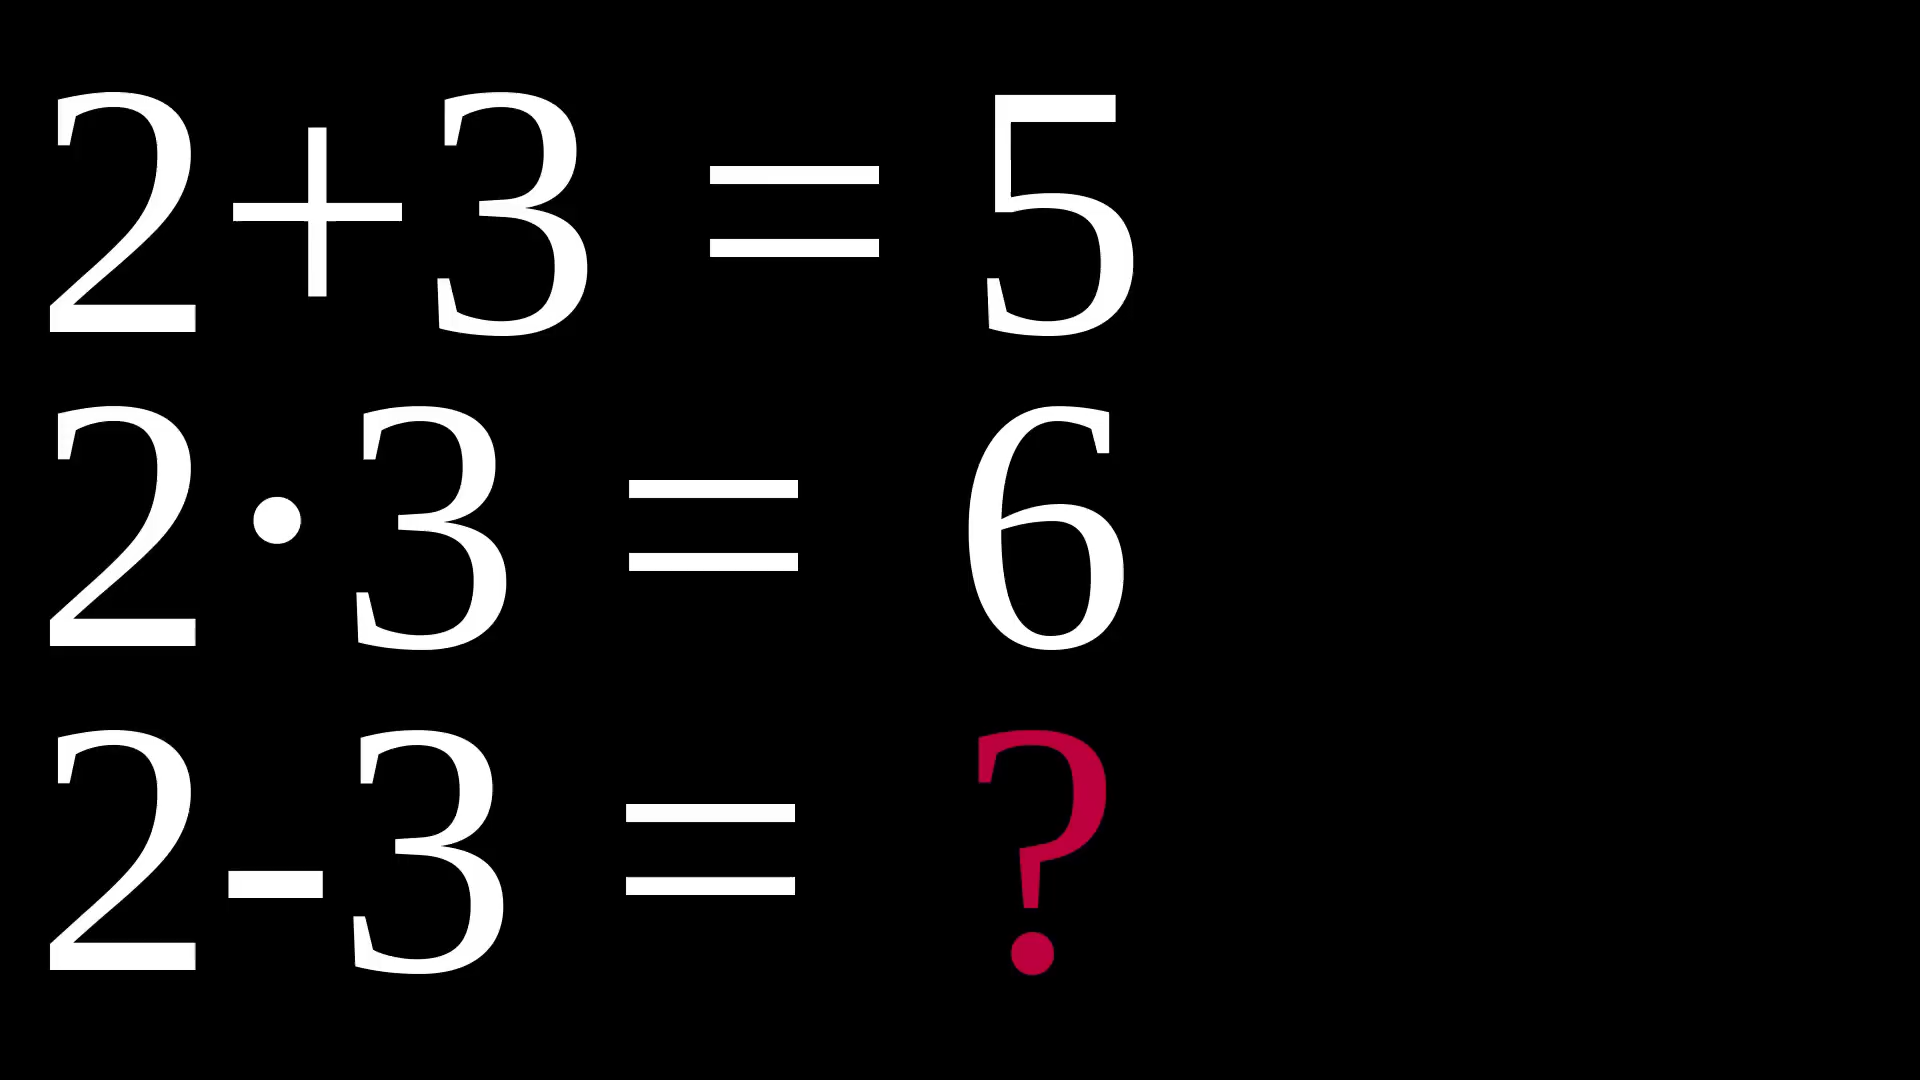 2+3 = 5
2·3 = 6
2-3 = ?